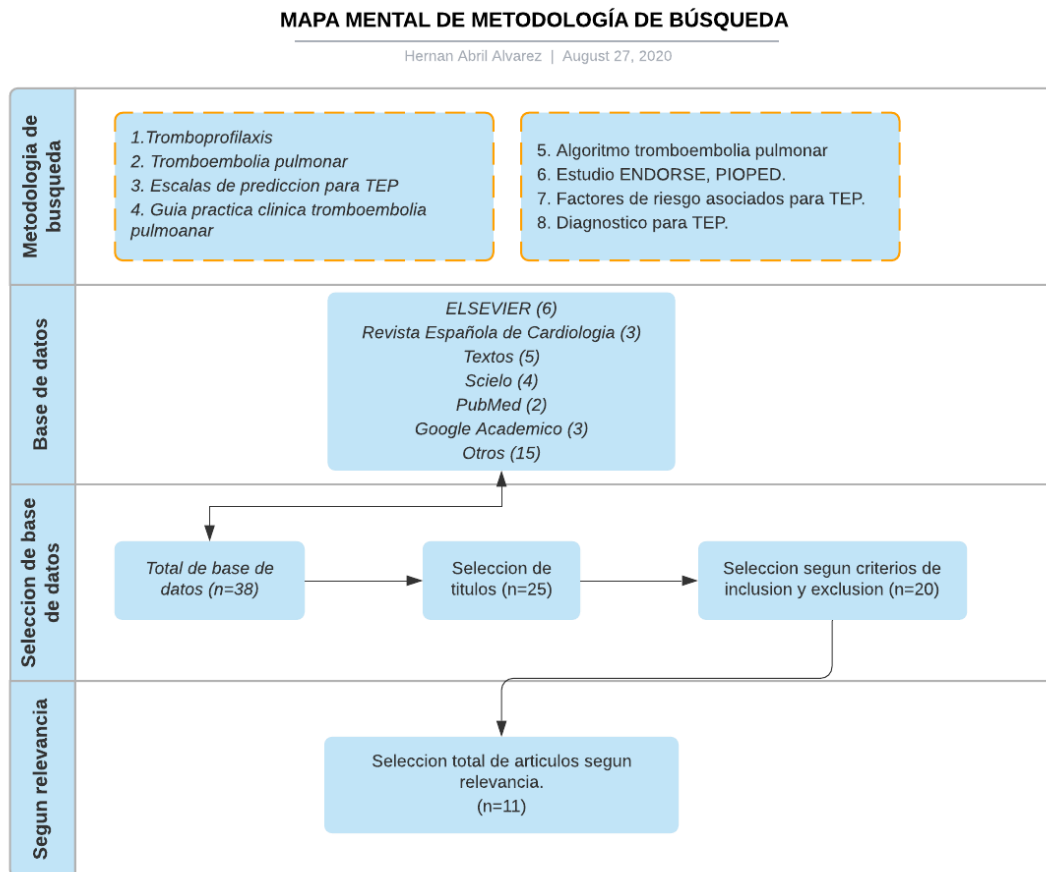 MAPA MENTAL DE METODOLOGÍA DE BÚSQUEDA
Hernan Abril Alvarez | August 27, 2020
Metodologia de
busqueda
1.Tromboprofilaxis
2. Tromboembolia pulmonar
3. Escalas de prediccion para TEP
4. Guia practica clinica tromboembolia
pulmoanar
5. Algoritmo tromboembolia pulmonar
6. Estudio ENDORSE, PIOPED.
7. Factores de riesgo asociados para TEP.
8. Diagnostico para TEP.
Base de datos
ELSEVIER (6)
Revista Española de Cardiologia (3)
Textos (5)
Scielo (4)
PubMed (2)
Google Academico (3)
Otros (15)
Seleccion de base
de datos
Total de base de
datos (n=38)
Seleccion de
titulos (n=25)
Seleccion segun criterios de
inclusion y exclusion (n=20)
Segun relevancia
Seleccion total de articulos segun
relevancia.
(n=11)